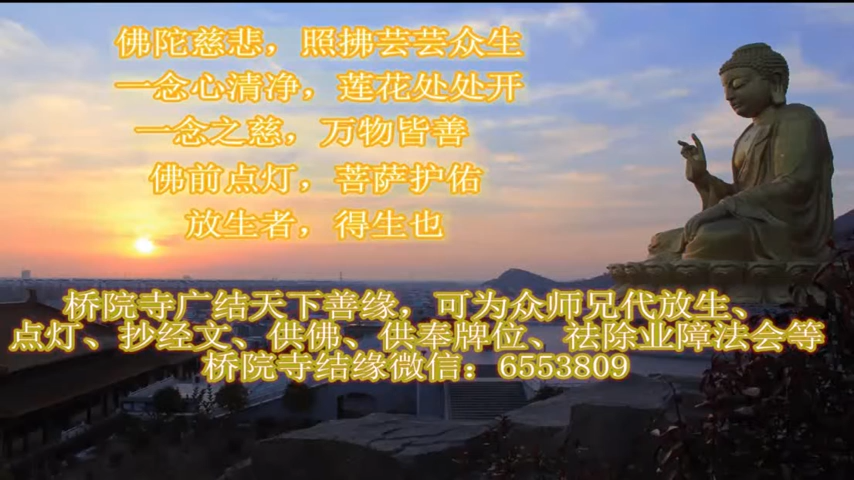 佛陀慈悲，照拂芸芸众生
一念心清净，莲花处处开
一念之慈，万物皆善
佛前点灯，菩萨护佑
放生者，得生也
桥院寺广结天下善缘，可为众师兄代放生、
点灯、抄经文、供佛、供奉牌位、祛除业障法会等
桥院寺结缘微信：6553809